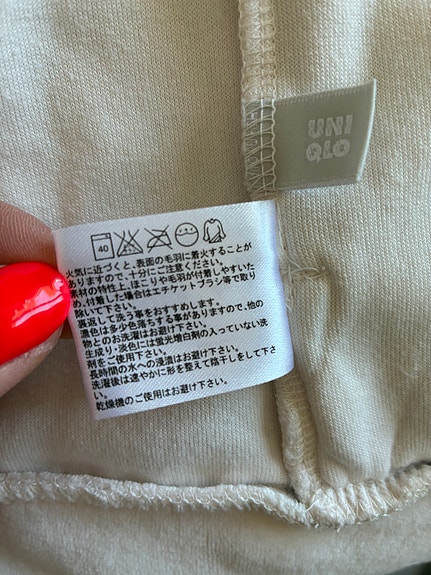 UNI
QLO
40
火気に近づくと、表面の毛羽に着火することが
ありますので、十分にご注意ください。
素材の特性上、ほこりや毛羽が付着しやすいた
め、付着した場合はエチケットブラシ等で取り
除いて下さい。
裏返して洗う事をおすすめします。
濃色は多少色落ちする事がありますので、他の
物とのお洗濯はお避け下さい。
生成り・淡色には蛍光増白剤の入っていない洗
剤をご使用下さい。
長時間の水への浸漬はお避け下さい。
洗濯後は速やかに形を整えて陰干しをして下さ
い。
乾燥機のご使用はお避け下さい。